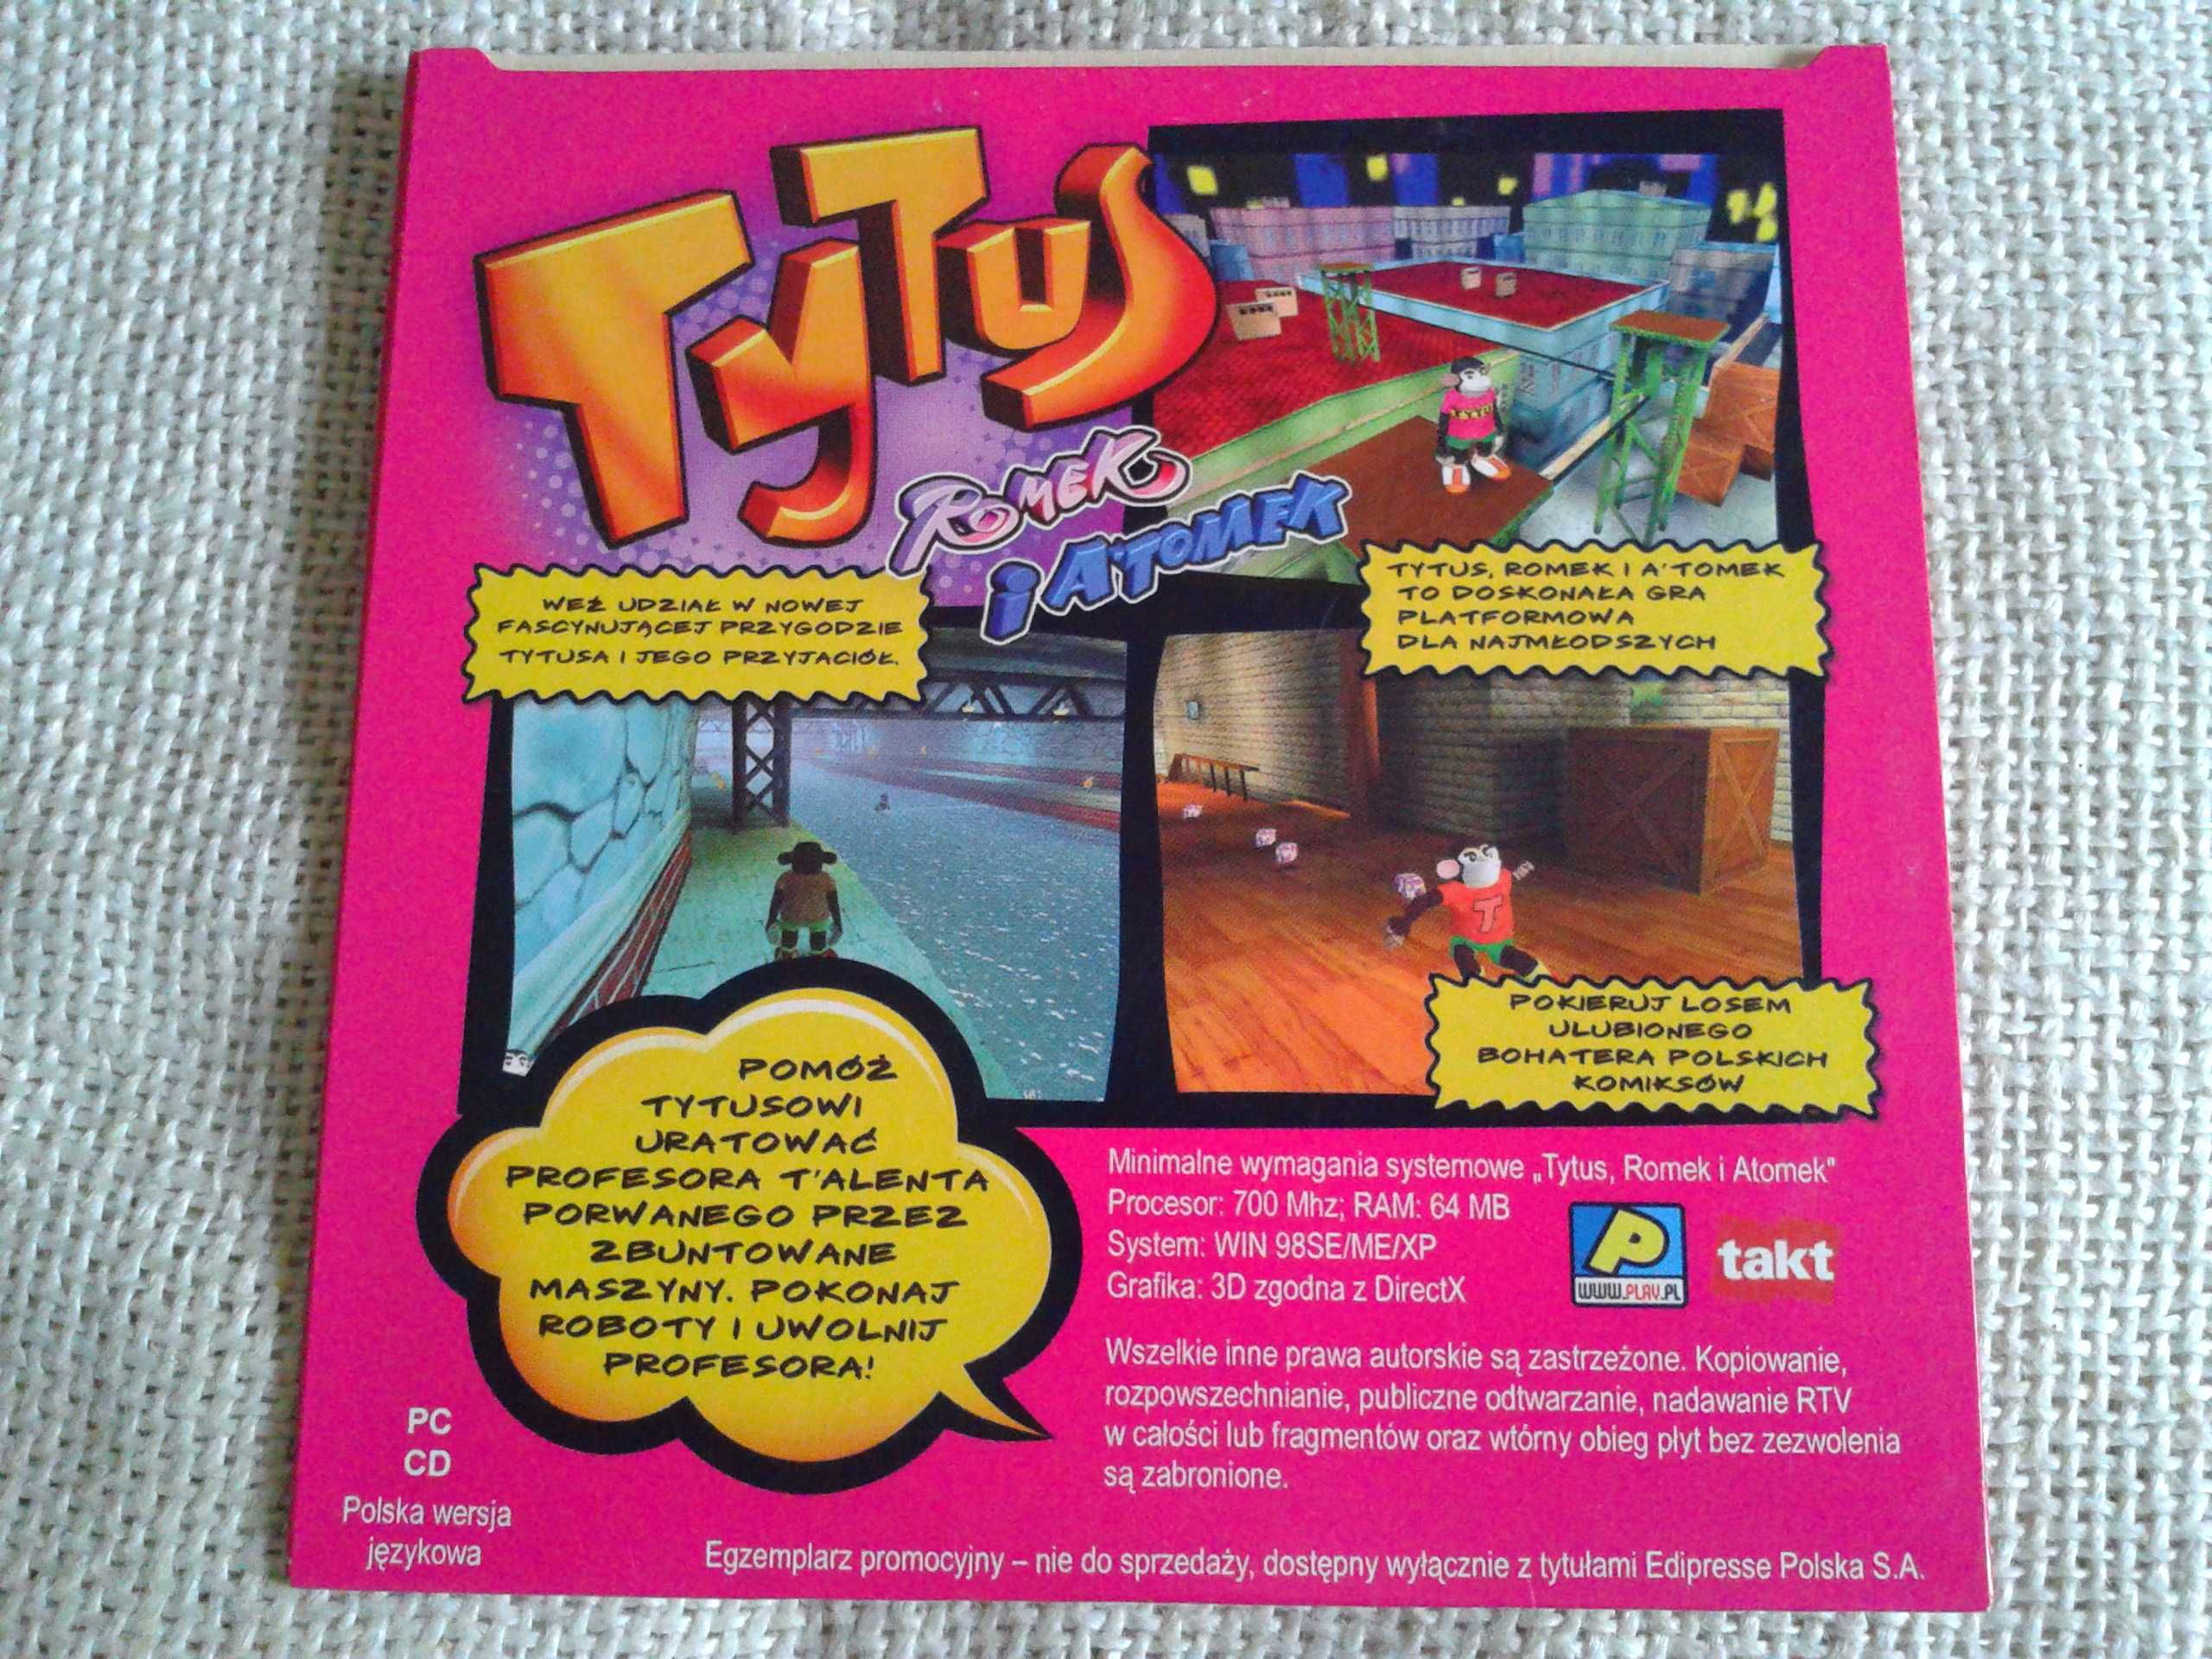 TYTUS
ROMEK
i A'TOMEK
WEŹ UDZIAŁ W NOWEJ
FASCYNUJĄCEJ PRZYGODZIE
TYTUSA I JEGO PRZYJACIÓŁ.
TYTUS, ROMEK I A'TOMEK
TO DOSKONAŁA GRA
PLATFORMOWA
DLA NAJMŁODSZYCH
POKIERUJ LOSEM
ULUBIONEGO
BOHATERA POLSKICH
KOMIKSÓW
POMÓŻ
TYTUSOWI
URATOWAĆ
PROFESORA T'ALENTA
PORWANEGO PRZEZ
ZBUNTOWANE
MASZYNY. POKONAJ
ROBOTY I UWOLNIJ
PROFESORA!
Minimalne wymagania systemowe „Tytus, Romek i Atomek"
Procesor: 700 Mhz; RAM: 64 MB
System: WIN 98SE/ME/XP
Grafika: 3D zgodna z DirectX
P
WWW.PLAY.PL
takt
Wszelkie inne prawa autorskie są zastrzeżone. Kopiowanie,
rozpowszechnianie, publiczne odtwarzanie, nadawanie RTV
w całości lub fragmentów oraz wtórny obieg płyt bez zezwolenia
są zabronione.
PC
CD
Polska wersja
językowa
Egzemplarz promocyjny – nie do sprzedaży, dostępny wyłącznie z tytułami Edipresse Polska S.A.
TYTU
T